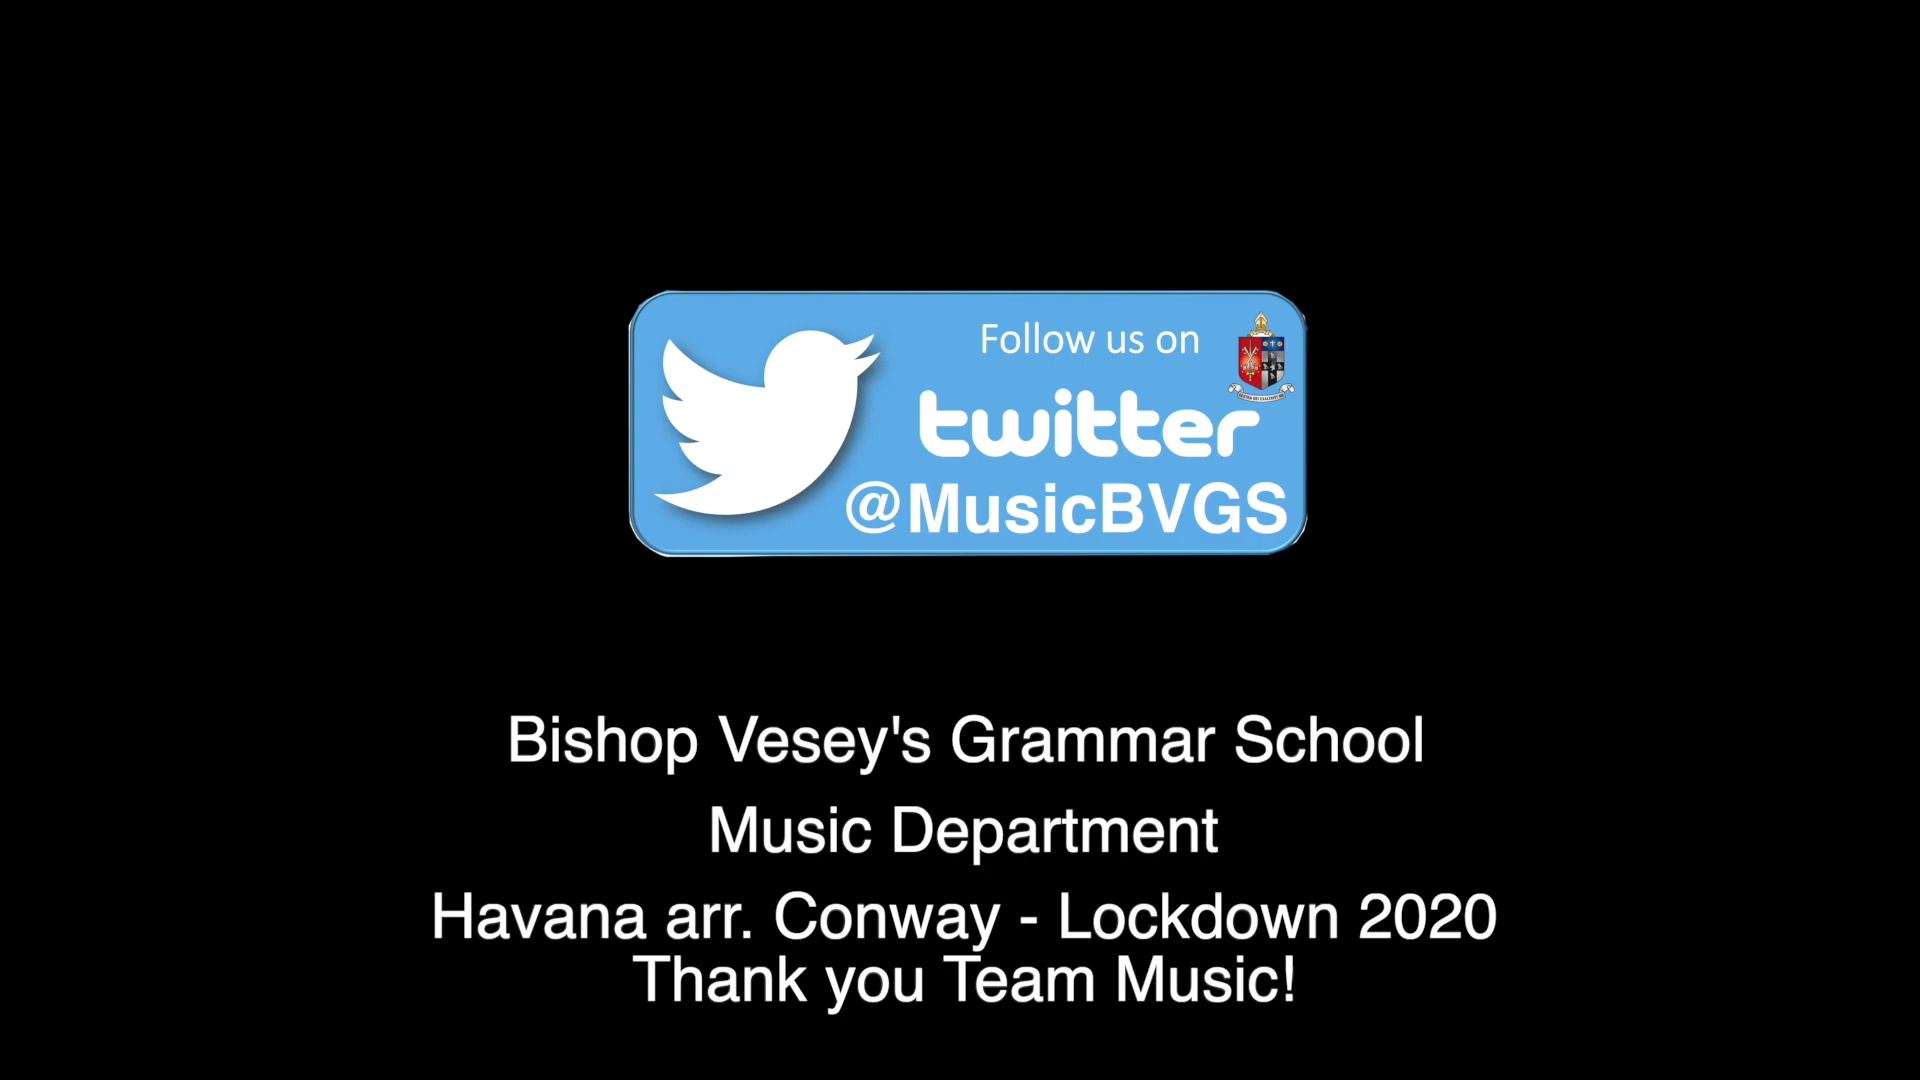 Follow us on
twitter
@MusicBVGS
Bishop Vesey's Grammar School
Music Department
Havana arr. Conway - Lockdown 2020
Thank you Team Music!